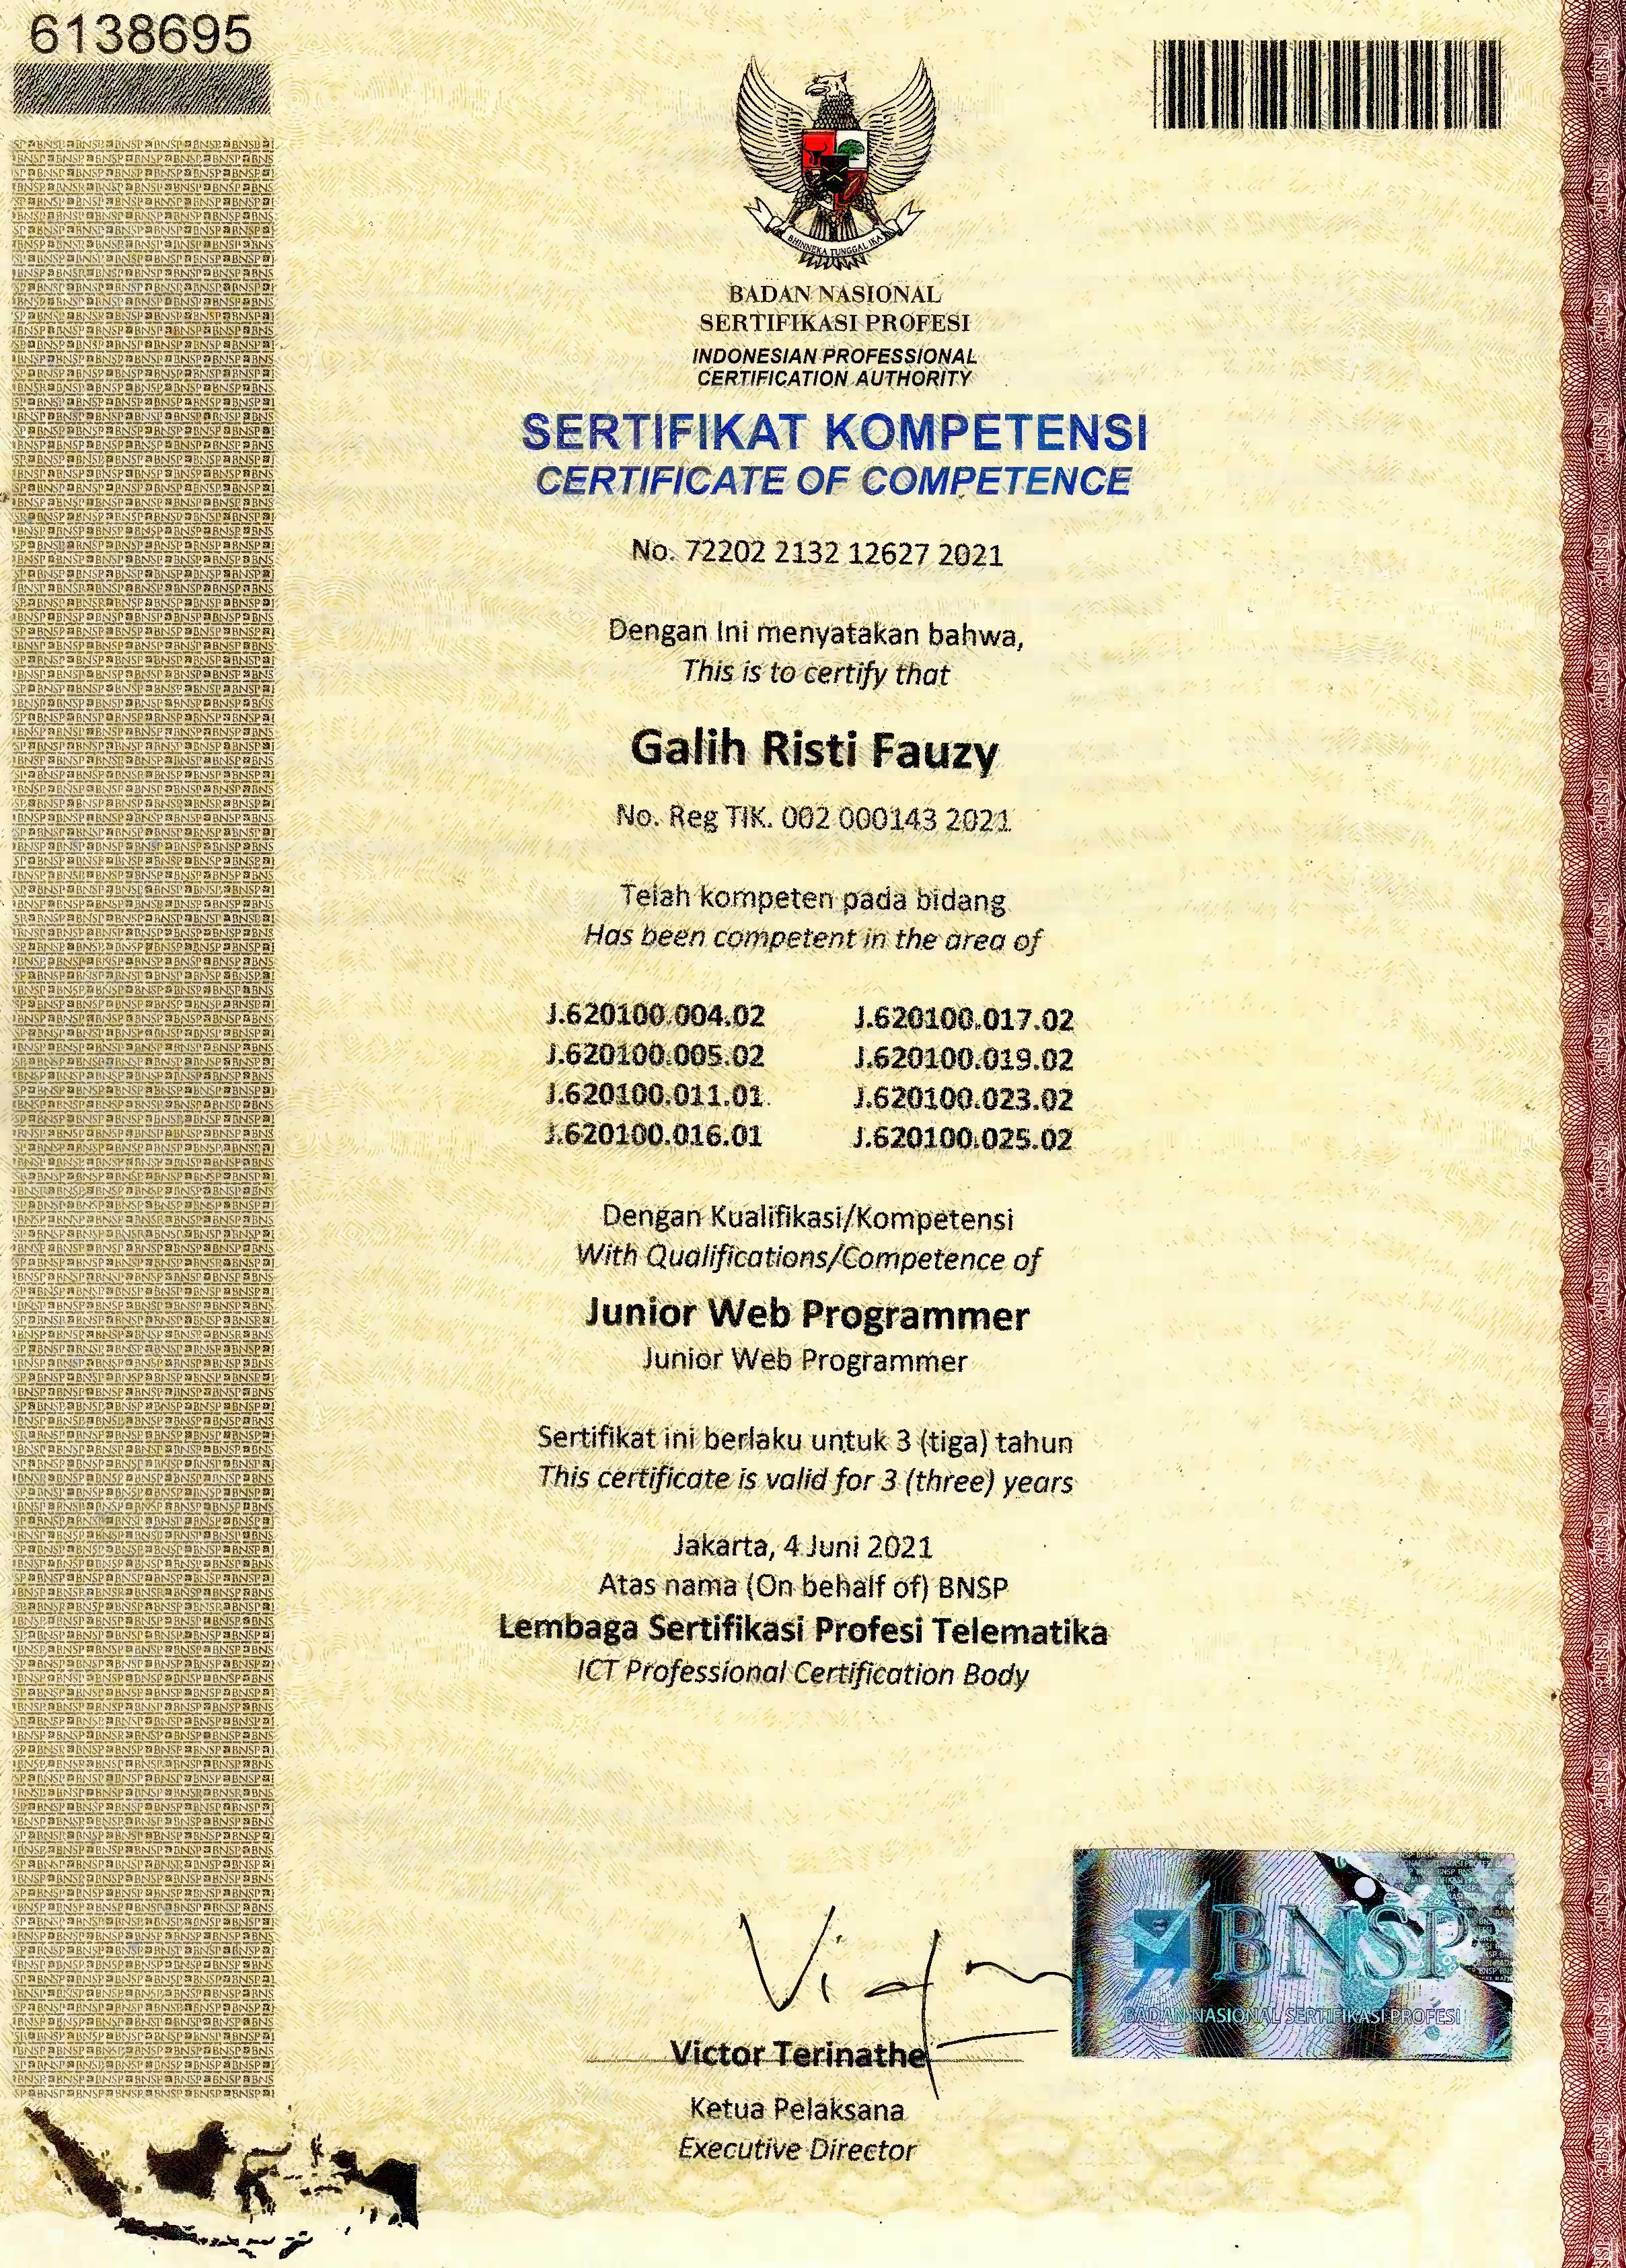 6138695
BHINNEKA TUNGGAL IKA
BADAN NASIONAL
SERTIFIKASI PROFESI
INDONESIAN PROFESSIONAL
CERTIFICATION AUTHORITY
SERTIFIKAT KOMPETENSI
CERTIFICATE OF COMPETENCE
No. 72202 2132 12627 2021
Dengan Ini menyatakan bahwa,
This is to certify that
Galih Risti Fauzy
No. Reg TIK. 002 000143 2021
Telah kompeten pada bidang
Has been competent in the area of
J.620100.004.02 J.620100.017.02
J.620100.005.02 J.620100.019.02
J.620100.011.01 J.620100.023.02
J.620100.016.01 J.620100.025.02
Dengan Kualifikasi/Kompetensi
With Qualifications/Competence of
Junior Web Programmer
Junior Web Programmer
Sertifikat ini berlaku untuk 3 (tiga) tahun
This certificate is valid for 3 (three) years
Jakarta, 4 Juni 2021
Atas nama (On behalf of) BNSP
Lembaga Sertifikasi Profesi Telematika
ICT Professional Certification Body
BNSP
BADAN NASIONAL SERTIFIKASI PROFESI
Victor Terinathe
Ketua Pelaksana
Executive Director